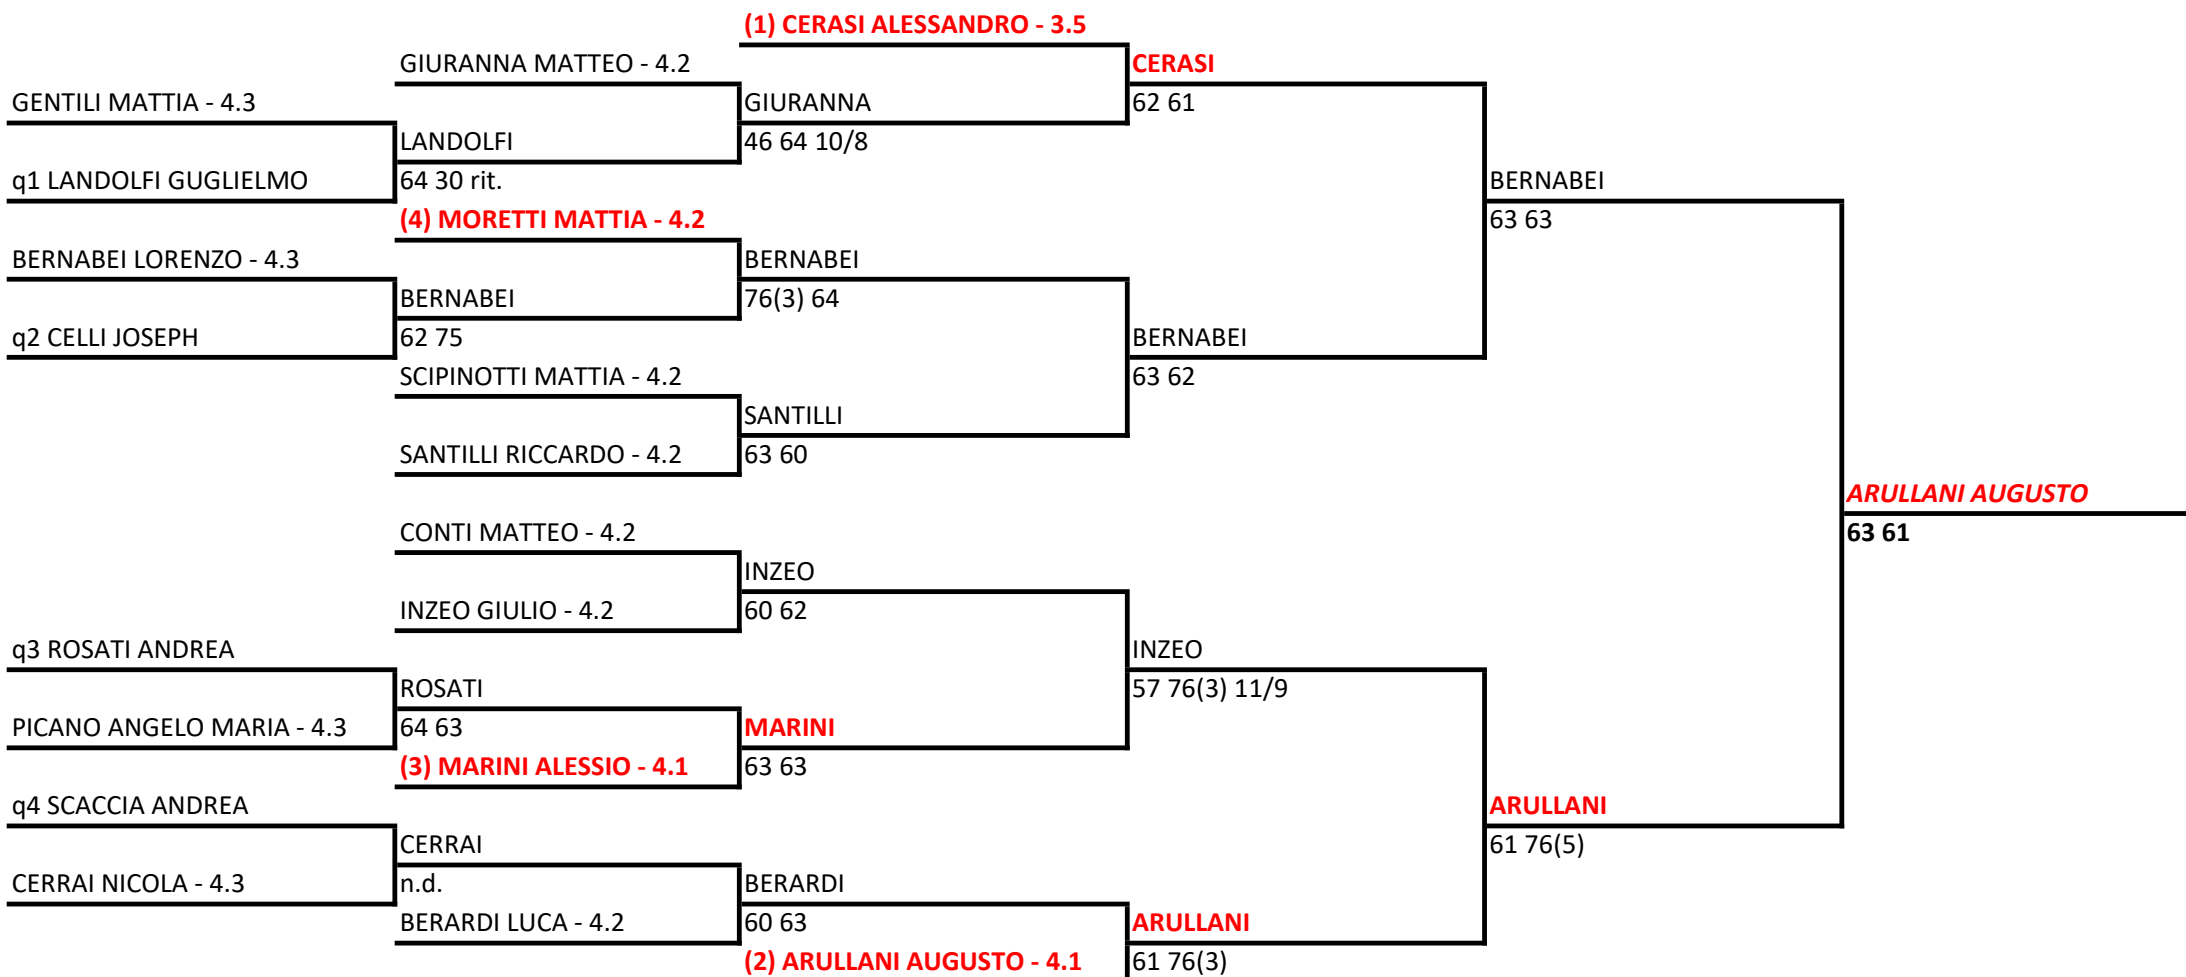 (1) CERASI ALESSANDRO - 3.5
GIURANNA MATTEO - 4.2
CERASI
GENTILI MATTIA - 4.3
GIURANNA
62 61
LANDOLFI
46 64 10/8
q1 LANDOLFI GUGLIELMO
64 30 rit.
BERNABEI
(4) MORETTI MATTIA - 4.2
63 63
BERNABEI LORENZO - 4.3
BERNABEI
BERNABEI
76(3) 64
q2 CELLI JOSEPH
62 75
BERNABEI
SCIPINOTTI MATTIA - 4.2
63 62
SANTILLI
SANTILLI RICCARDO - 4.2
63 60
ARULLANI AUGUSTO
CONTI MATTEO - 4.2
63 61
INZEO
INZEO GIULIO - 4.2
60 62
q3 ROSATI ANDREA
INZEO
ROSATI
57 76(3) 11/9
PICANO ANGELO MARIA - 4.3
64 63
MARINI
(3) MARINI ALESSIO - 4.1
63 63
q4 SCACCIA ANDREA
ARULLANI
CERRAI
61 76(5)
CERRAI NICOLA - 4.3
n.d.
BERARDI
BERARDI LUCA - 4.2
60 63
ARULLANI
(2) ARULLANI AUGUSTO - 4.1
61 76(3)